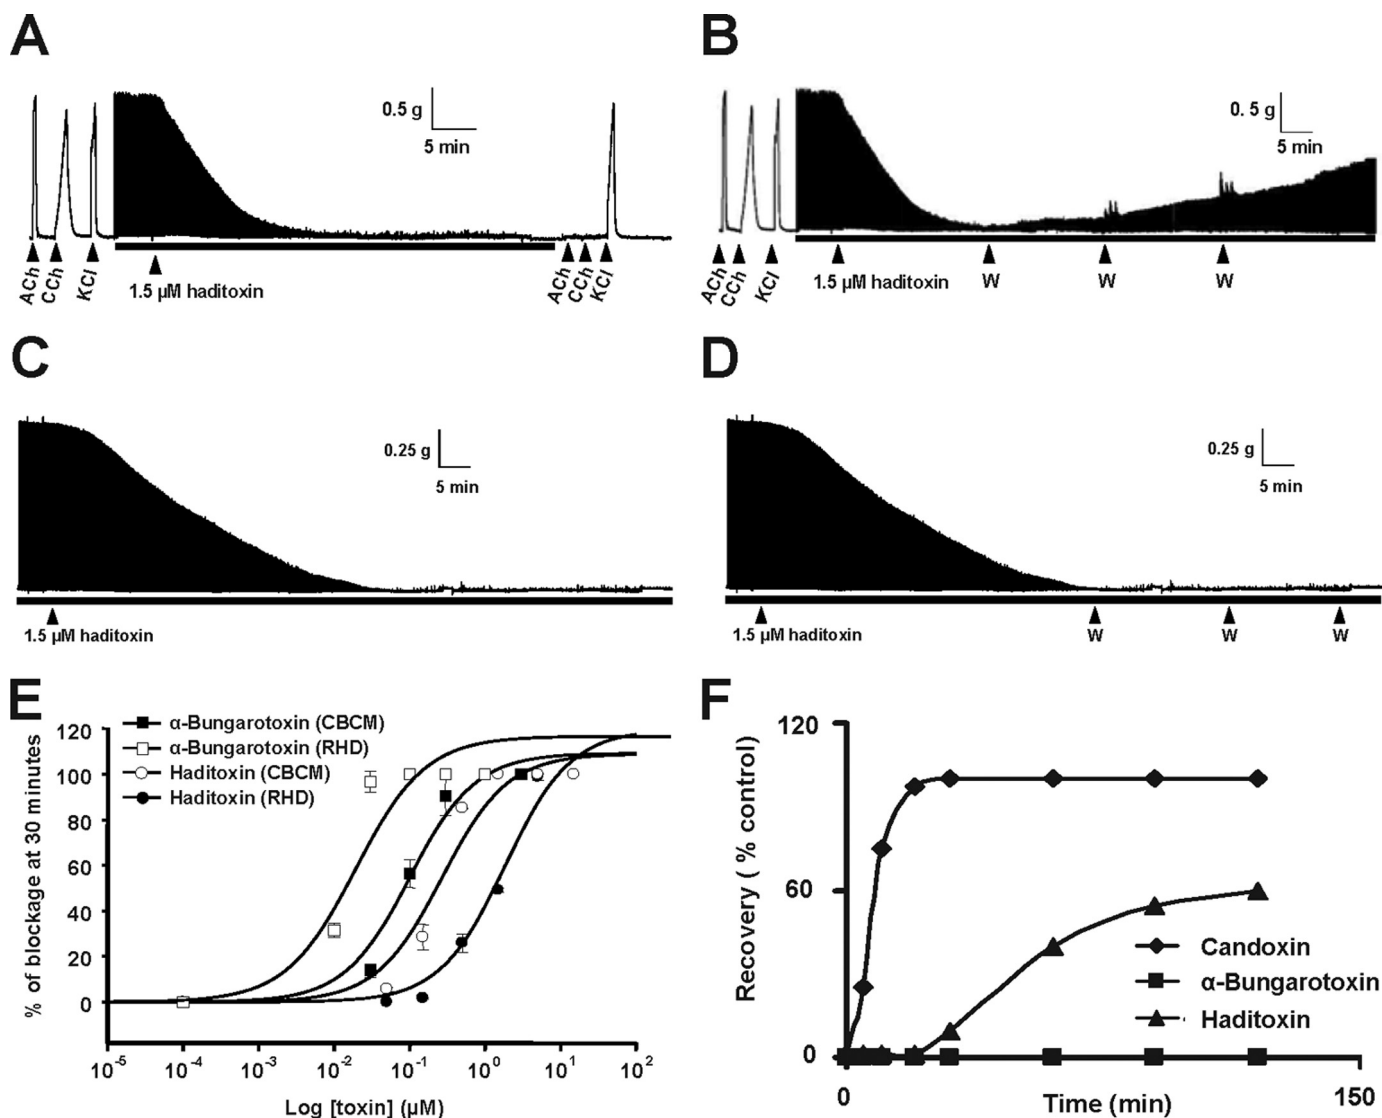 A
0.5 g
5 min
ACh
CCh
KCl
1.5 µM haditoxin
ACh
CCh
KCl
B
0. 5 g
5 min
ACh
CCh
KCl
1.5 µM haditoxin
W
W
W
C
0.25 g
5 min
1.5 µM haditoxin
D
0.25 g
5 min
1.5 µM haditoxin
W
W
W
E
% of blockage at 30 mintutes
120
100
80
60
40
20
0
α-Bungarotoxin (CBCM)
α-Bungarotoxin (RHD)
Haditoxin (CBCM)
Haditoxin (RHD)
10⁻⁵ 10⁻⁴ 10⁻³ 10⁻² 10⁻¹ 10⁰ 10¹ 10²
Log [toxin] (µM)
F
Recovery ( % control)
120
60
0
Candoxin
α-Bungarotoxin
Haditoxin
0 150
Time (min)